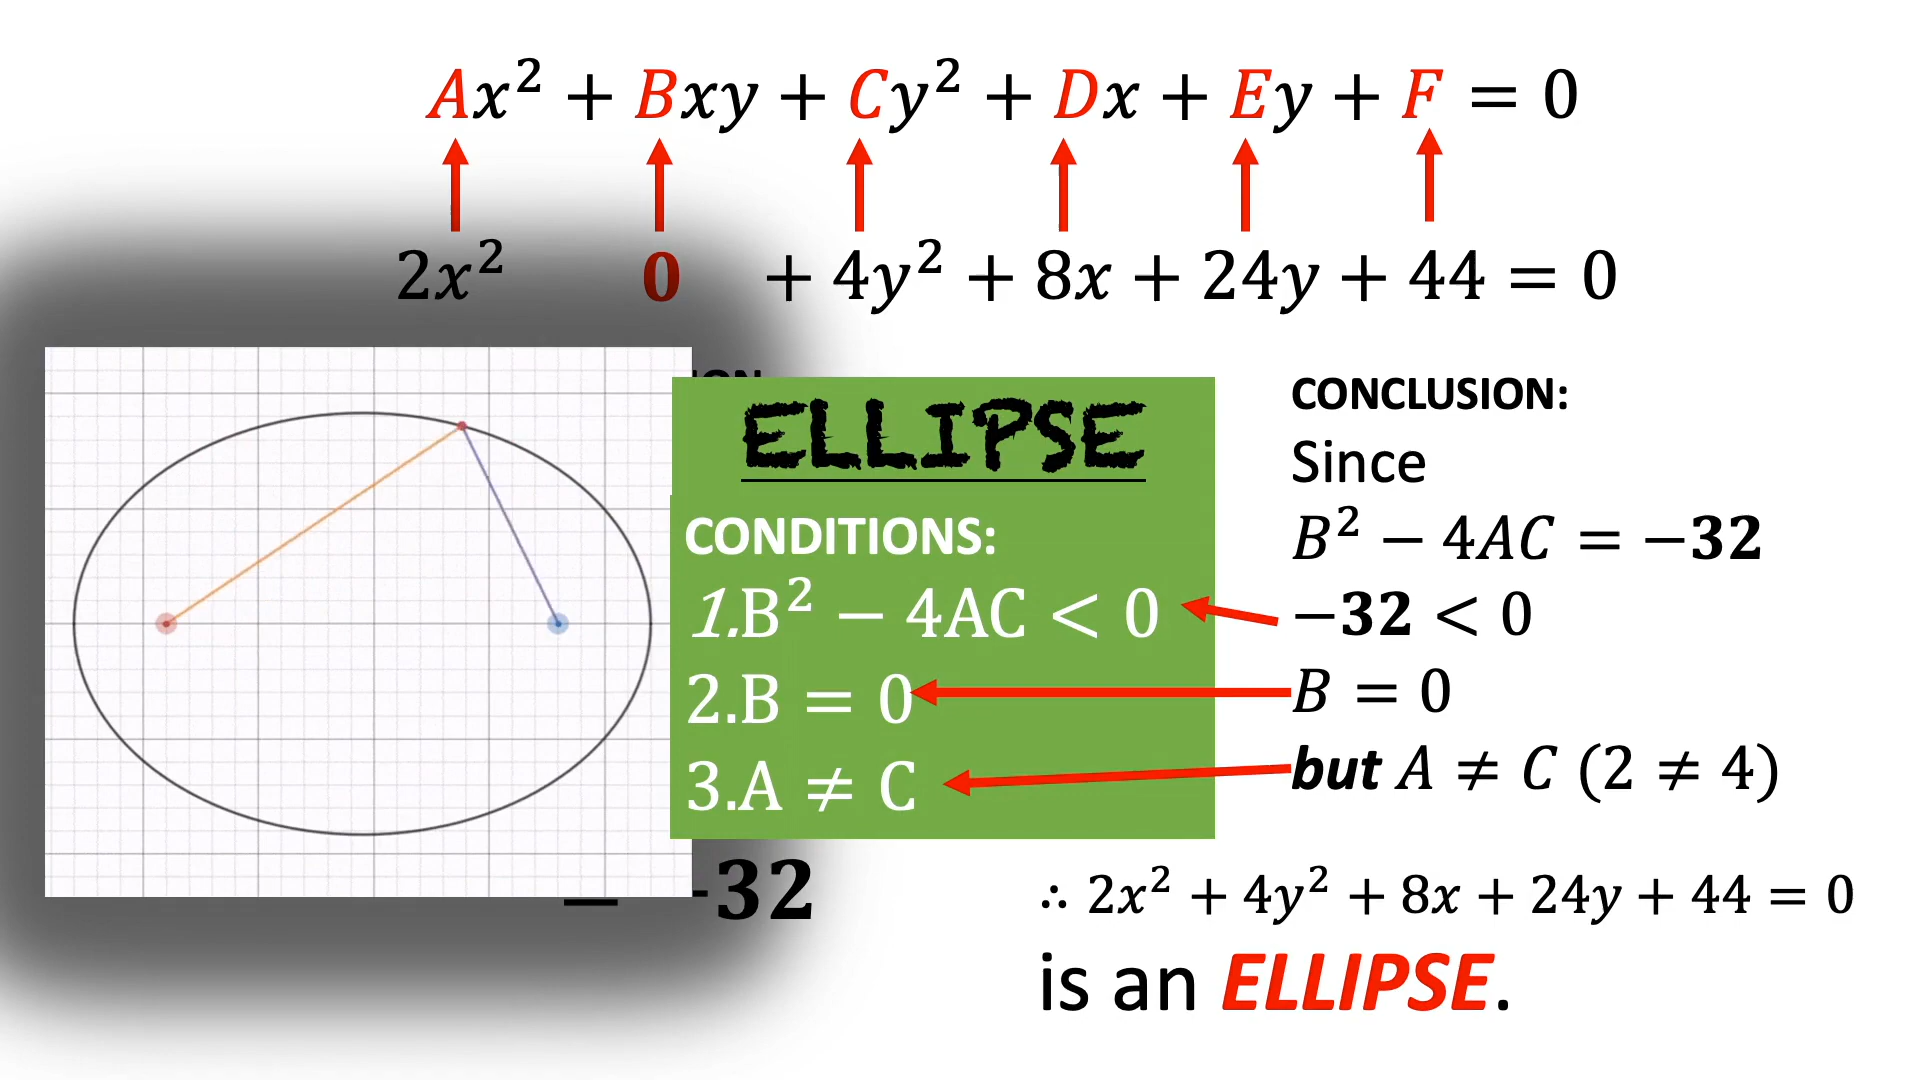 Ax² + Bxy + Cy² + Dx + Ey + F = 0
2x² 0 + 4y² + 8x + 24y + 44 = 0
ELLIPSE
CONDITIONS:
1.B² − 4AC < 0
2.B = 0
3.A ≠ C
-32
CONCLUSION:
Since
B² − 4AC = −32
−32 < 0
B = 0
but A ≠ C (2 ≠ 4)
∴ 2x² + 4y² + 8x + 24y + 44 = 0
is an ELLIPSE.